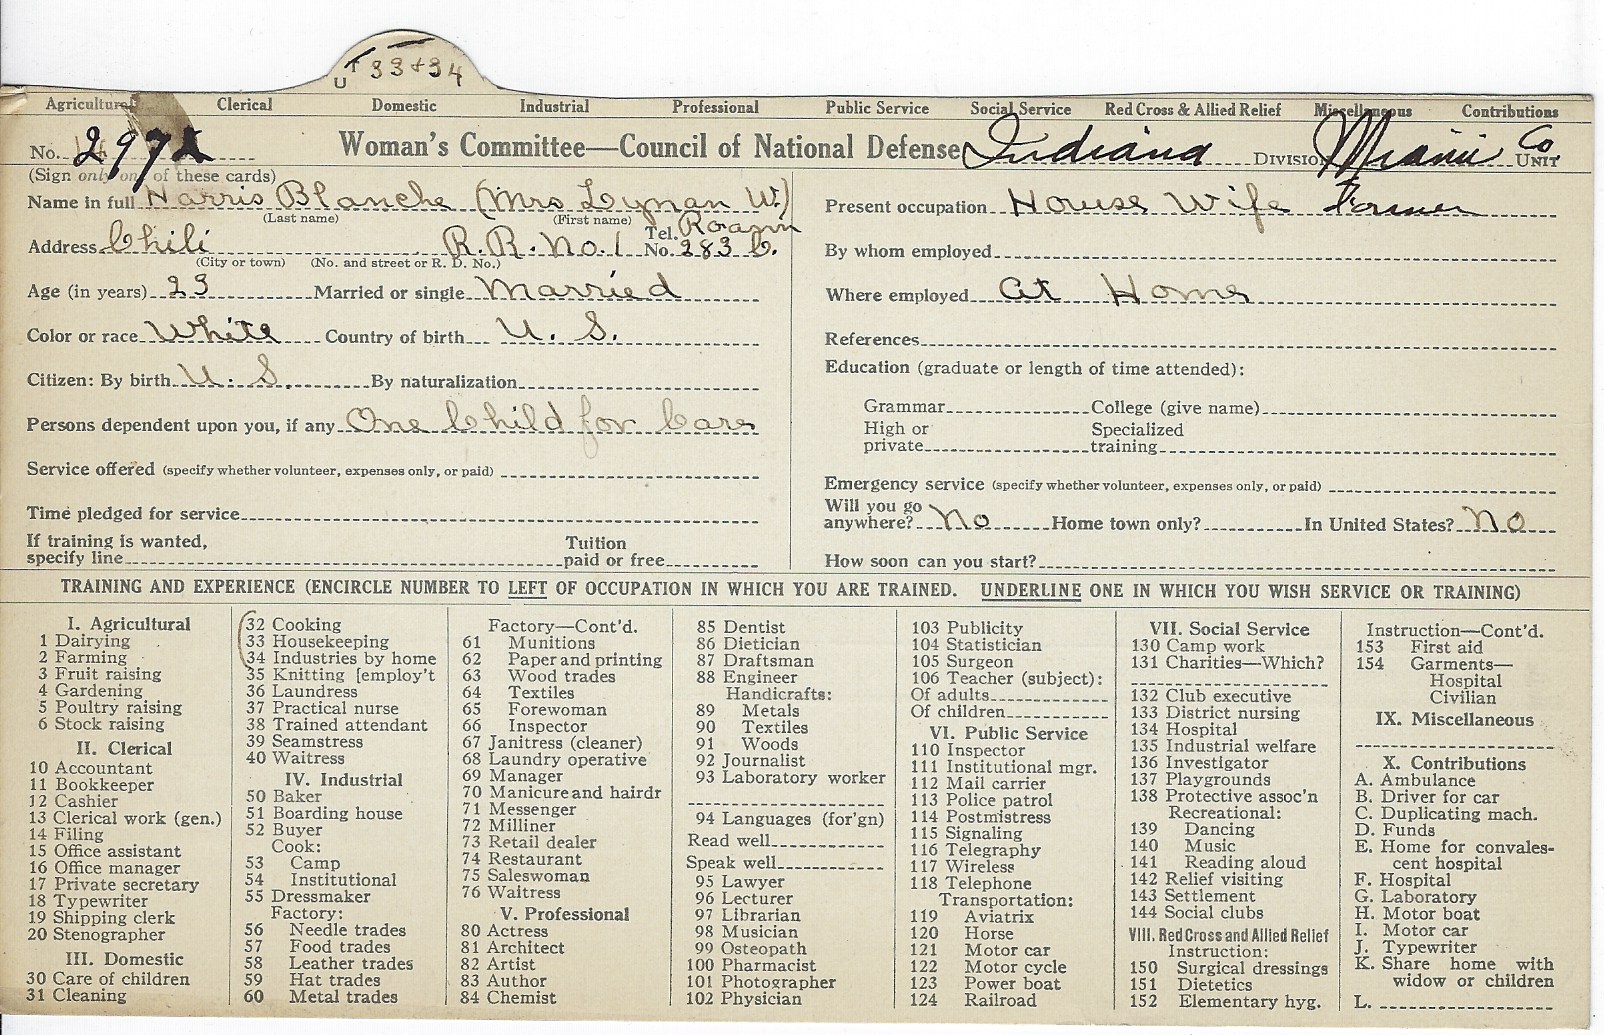 UT 33+34
Agricultural Clerical Domestic Industrial Professional Public Service Social Service Red Cross & Allied Relief Miscellaneous Contributions
No. 297 Woman's Committee—Council of National Defense Indiana Division Miami Co Unit
(Sign only one of these cards)
Name in full Harris Blanche (Mrs Lynan W.)
(Last name) (First name)
Address Chili R.R. No. 1 Tel. No. Roann 283 C.
(City or town) (No. and street or R. D. No.)
Age (in years) 23 Married or single Married
Color or race White Country of birth U. S.
Citizen: By birth U. S. By naturalization
Persons dependent upon you, if any One Child for Care
Service offered (specify whether volunteer, expenses only, or paid)
Time pledged for service
If training is wanted,
specify line Tuition paid or free
Present occupation House Wife Farmer
By whom employed
Where employed At Home
References
Education (graduate or length of time attended):
Grammar College (give name)
High or private Specialized training
Emergency service (specify whether volunteer, expenses only, or paid)
Will you go anywhere? No Home town only? In United States? No
How soon can you start?
TRAINING AND EXPERIENCE (ENCIRCLE NUMBER TO LEFT OF OCCUPATION IN WHICH YOU ARE TRAINED. UNDERLINE ONE IN WHICH YOU WISH SERVICE OR TRAINING)
I. Agricultural
1 Dairying
2 Farming
3 Fruit raising
4 Gardening
5 Poultry raising
6 Stock raising
II. Clerical
10 Accountant
11 Bookkeeper
12 Cashier
13 Clerical work (gen.)
14 Filing
15 Office assistant
16 Office manager
17 Private secretary
18 Typewriter
19 Shipping clerk
20 Stenographer
III. Domestic
30 Care of children
31 Cleaning
32 Cooking
33 Housekeeping
34 Industries by home
35 Knitting [employ't
36 Laundress
37 Practical nurse
38 Trained attendant
39 Seamstress
40 Waitress
IV. Industrial
50 Baker
51 Boarding house
52 Buyer
Cook:
53 Camp
54 Institutional
55 Dressmaker
Factory:
56 Needle trades
57 Food trades
58 Leather trades
59 Hat trades
60 Metal trades
Factory—Cont'd.
61 Munitions
62 Paper and printing
63 Wood trades
64 Textiles
65 Forewoman
66 Inspector
67 Janitress (cleaner)
68 Laundry operative
69 Manager
70 Manicure and hairdr
71 Messenger
72 Milliner
73 Retail dealer
74 Restaurant
75 Saleswoman
76 Waitress
V. Professional
80 Actress
81 Architect
82 Artist
83 Author
84 Chemist
85 Dentist
86 Dietician
87 Draftsman
88 Engineer
Handicrafts:
89 Metals
90 Textiles
91 Woods
92 Journalist
93 Laboratory worker
94 Languages (for'gn)
Read well
Speak well
95 Lawyer
96 Lecturer
97 Librarian
98 Musician
99 Osteopath
100 Pharmacist
101 Photographer
102 Physician
103 Publicity
104 Statistician
105 Surgeon
106 Teacher (subject):
Of adults
Of children
VI. Public Service
110 Inspector
111 Institutional mgr.
112 Mail carrier
113 Police patrol
114 Postmistress
115 Signaling
116 Telegraphy
117 Wireless
118 Telephone
Transportation:
119 Aviatrix
120 Horse
121 Motor car
122 Motor cycle
123 Power boat
124 Railroad
VII. Social Service
130 Camp work
131 Charities—Which?
132 Club executive
133 District nursing
134 Hospital
135 Industrial welfare
136 Investigator
137 Playgrounds
138 Protective assoc'n
Recreational:
139 Dancing
140 Music
141 Reading aloud
142 Relief visiting
143 Settlement
144 Social clubs
VIII. Red Cross and Allied Relief
Instruction:
150 Surgical dressings
151 Dietetics
152 Elementary hyg.
Instruction—Cont'd.
153 First aid
154 Garments—
Hospital
Civilian
IX. Miscellaneous
X. Contributions
A. Ambulance
B. Driver for car
C. Duplicating mach.
D. Funds
E. Home for convales-
cent hospital
F. Hospital
G. Laboratory
H. Motor boat
I. Motor car
J. Typewriter
K. Share home with
widow or children
L.